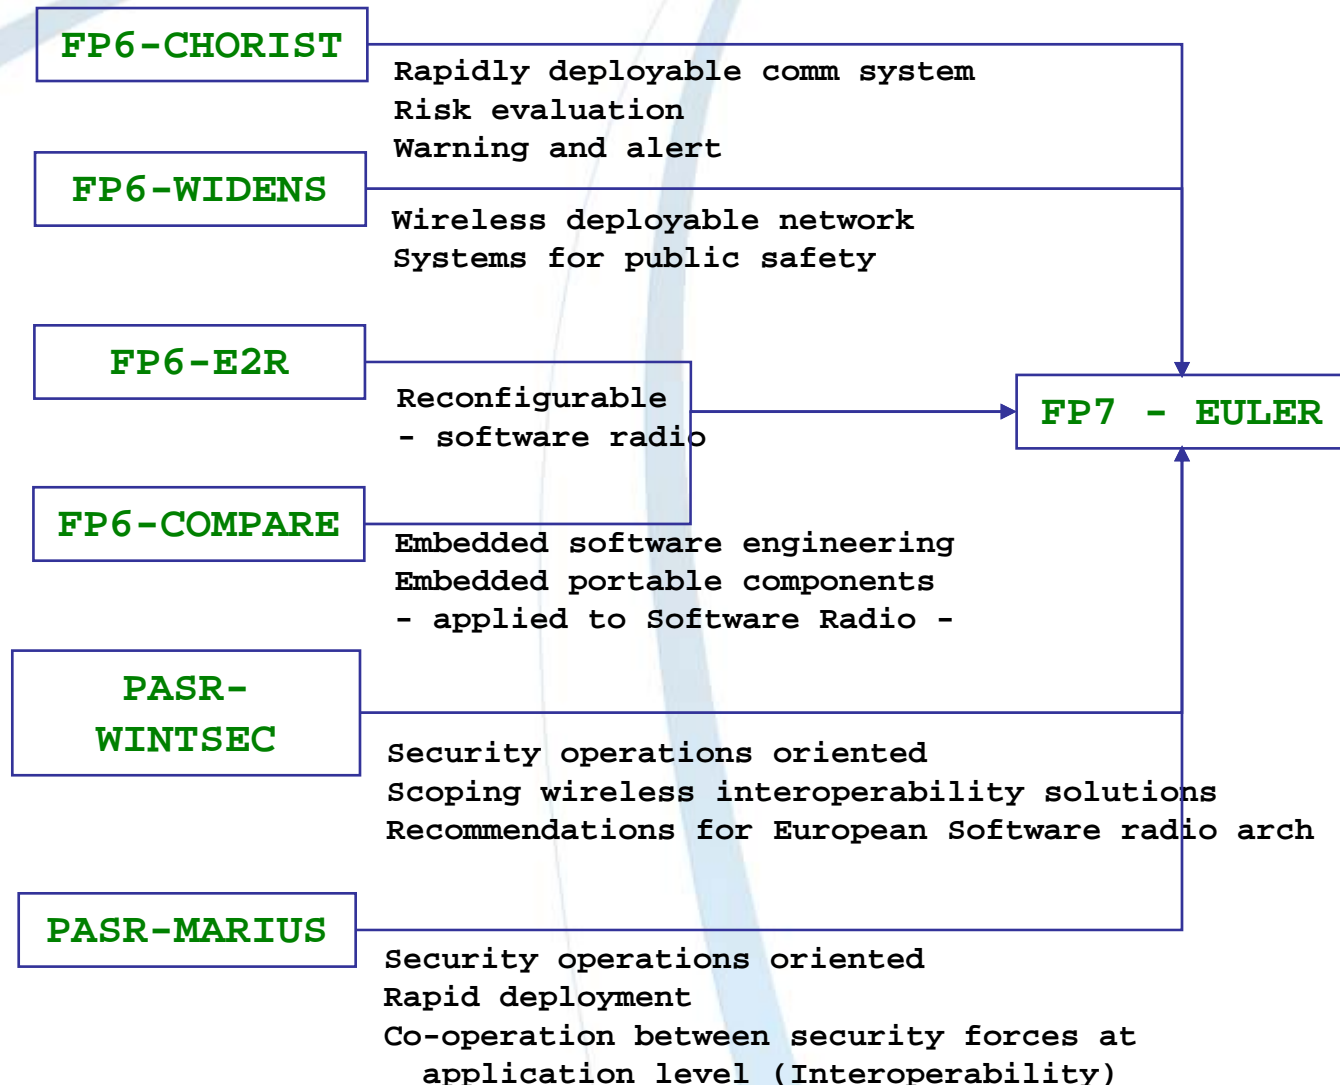 FP6-CHORIST
Rapidly deployable comm system
Risk evaluation
Warning and alert
FP6-WIDENS
Wireless deployable network
Systems for public safety
FP6-E2R
Reconfigurable
- software radio
FP7 - EULER
FP6-COMPARE
Embedded software engineering
Embedded portable components
- applied to Software Radio -
PASR-
WINTSEC
Security operations oriented
Scoping wireless interoperability solutions
Recommendations for European Software radio arch
PASR-MARIUS
Security operations oriented
Rapid deployment
Co-operation between security forces at
application level (Interoperability)